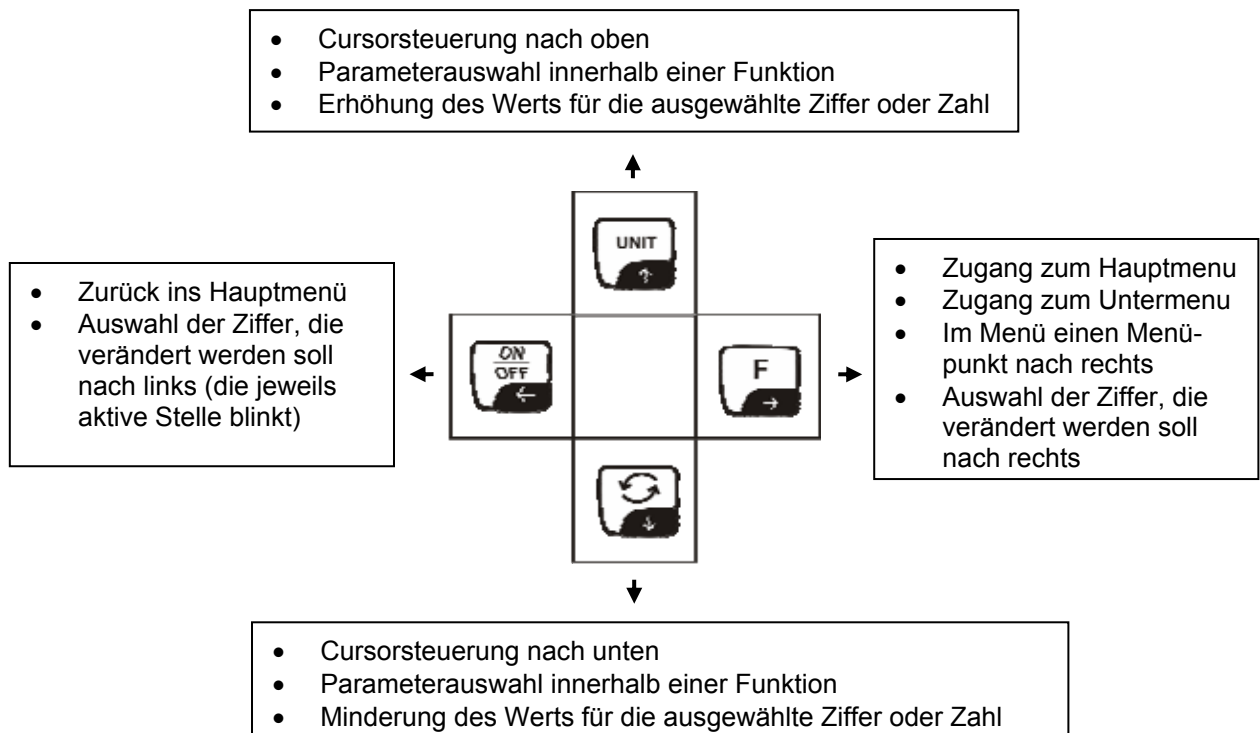 • Cursorsteuerung nach oben
• Parameterauswahl innerhalb einer Funktion
• Erhöhung des Werts für die ausgewählte Ziffer oder Zahl
UNIT
• Zurück ins Hauptmenü
• Auswahl der Ziffer, die
verändert werden soll
nach links (die jeweils
aktive Stelle blinkt)
ON
OFF
F
• Zugang zum Hauptmenu
• Zugang zum Untermenu
• Im Menü einen Menü-
punkt nach rechts
• Auswahl der Ziffer, die
verändert werden soll
nach rechts
• Cursorsteuerung nach unten
• Parameterauswahl innerhalb einer Funktion
• Minderung des Werts für die ausgewählte Ziffer oder Zahl